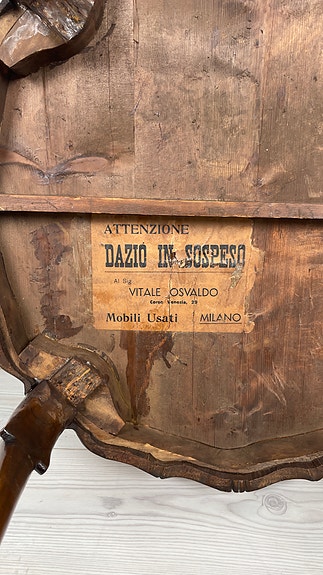 ATTENZIONE
DAZIO IN SOSPESO
Al Sig.
VITALE OSVALDO
Corso Venezia, 29
Mobili Usati MILANO